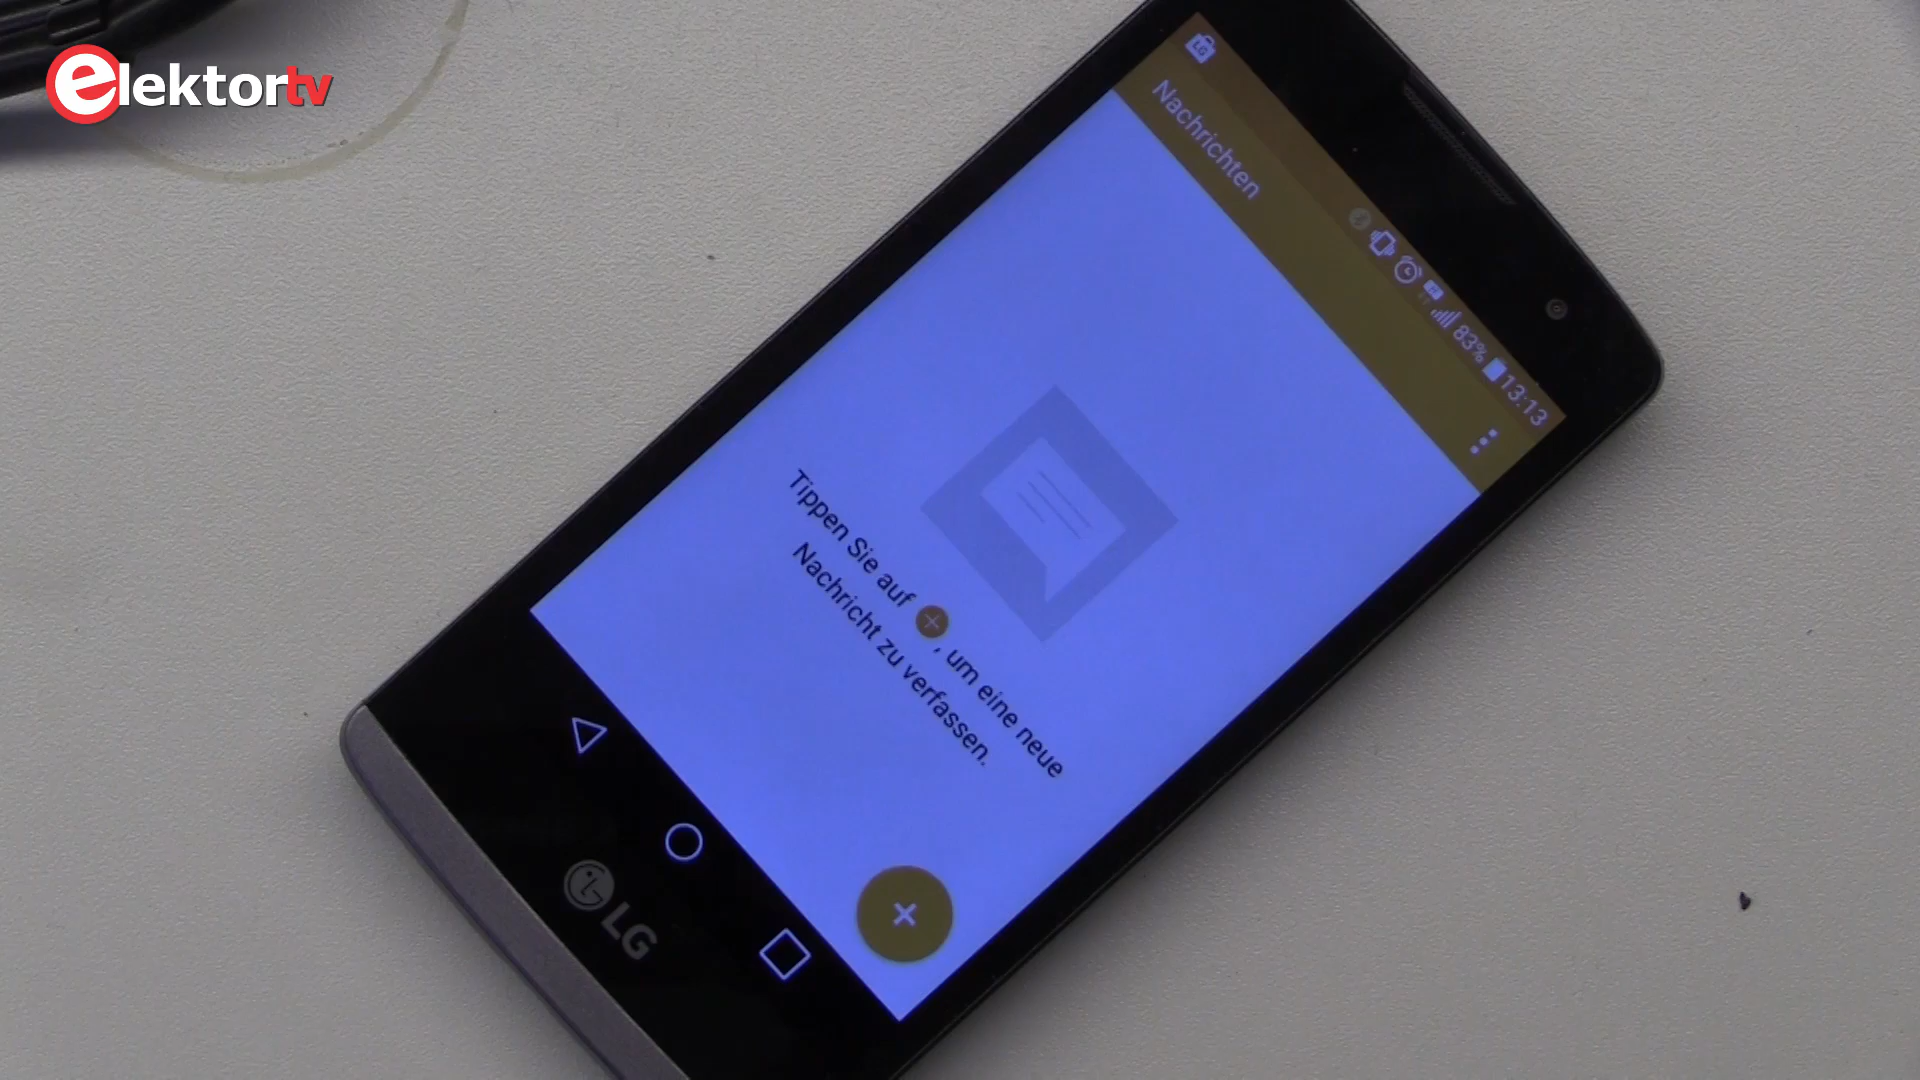 elektortv
83% 13:13
Nachrichten
Tippen Sie auf , um eine neue
Nachricht zu verfassen.
LG